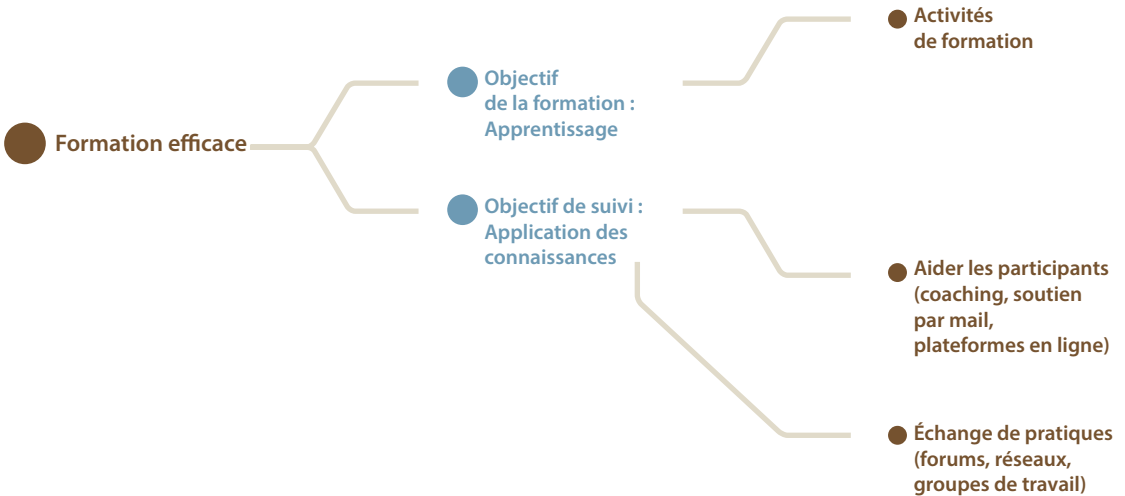 Formation efficace
Objectif
de la formation :
Apprentissage
Activités
de formation
Objectif de suivi :
Application des
connaissances
Aider les participants
(coaching, soutien
par mail,
plateformes en ligne)
Échange de pratiques
(forums, réseaux,
groupes de travail)